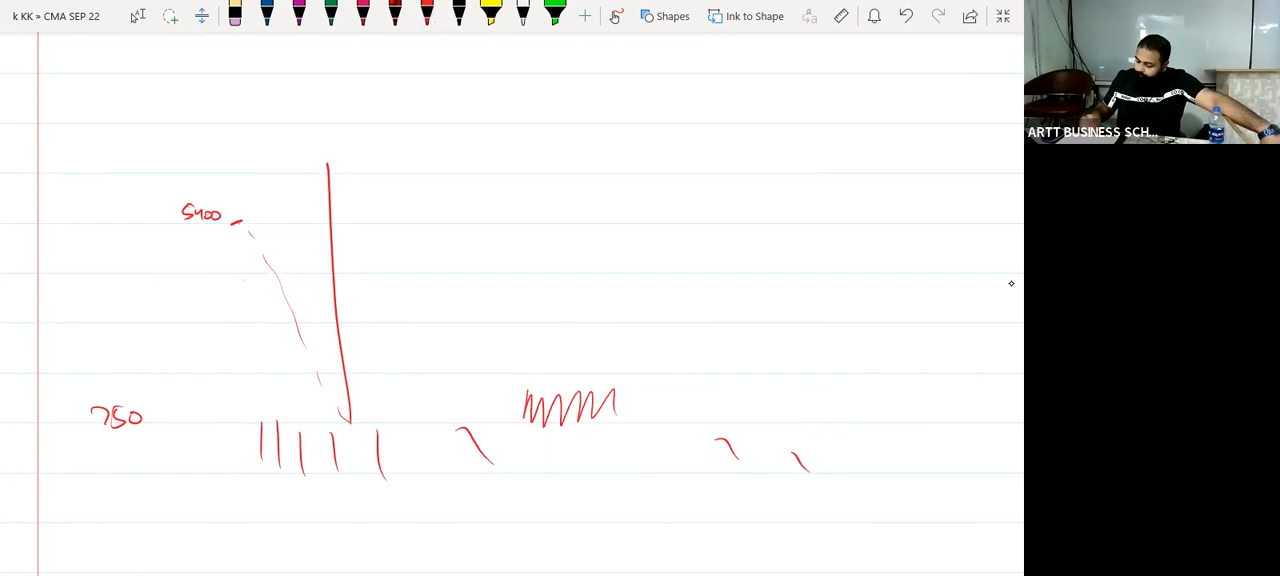 k KK » CMA SEP 22
Shapes
Ink to Shape
ARTT BUSINESS SCH...
5400
750